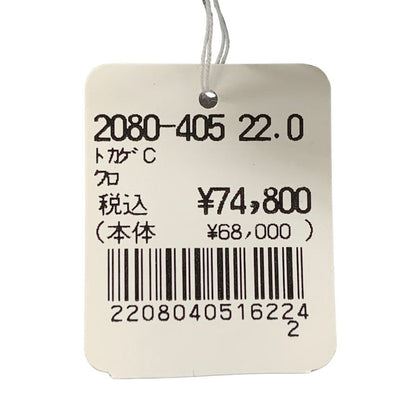 2080-405 22.0
ﾄｶｹﾞC
ｸﾛ
税込 ¥74,800
(本体 ¥68,000 )
2208040516224
2